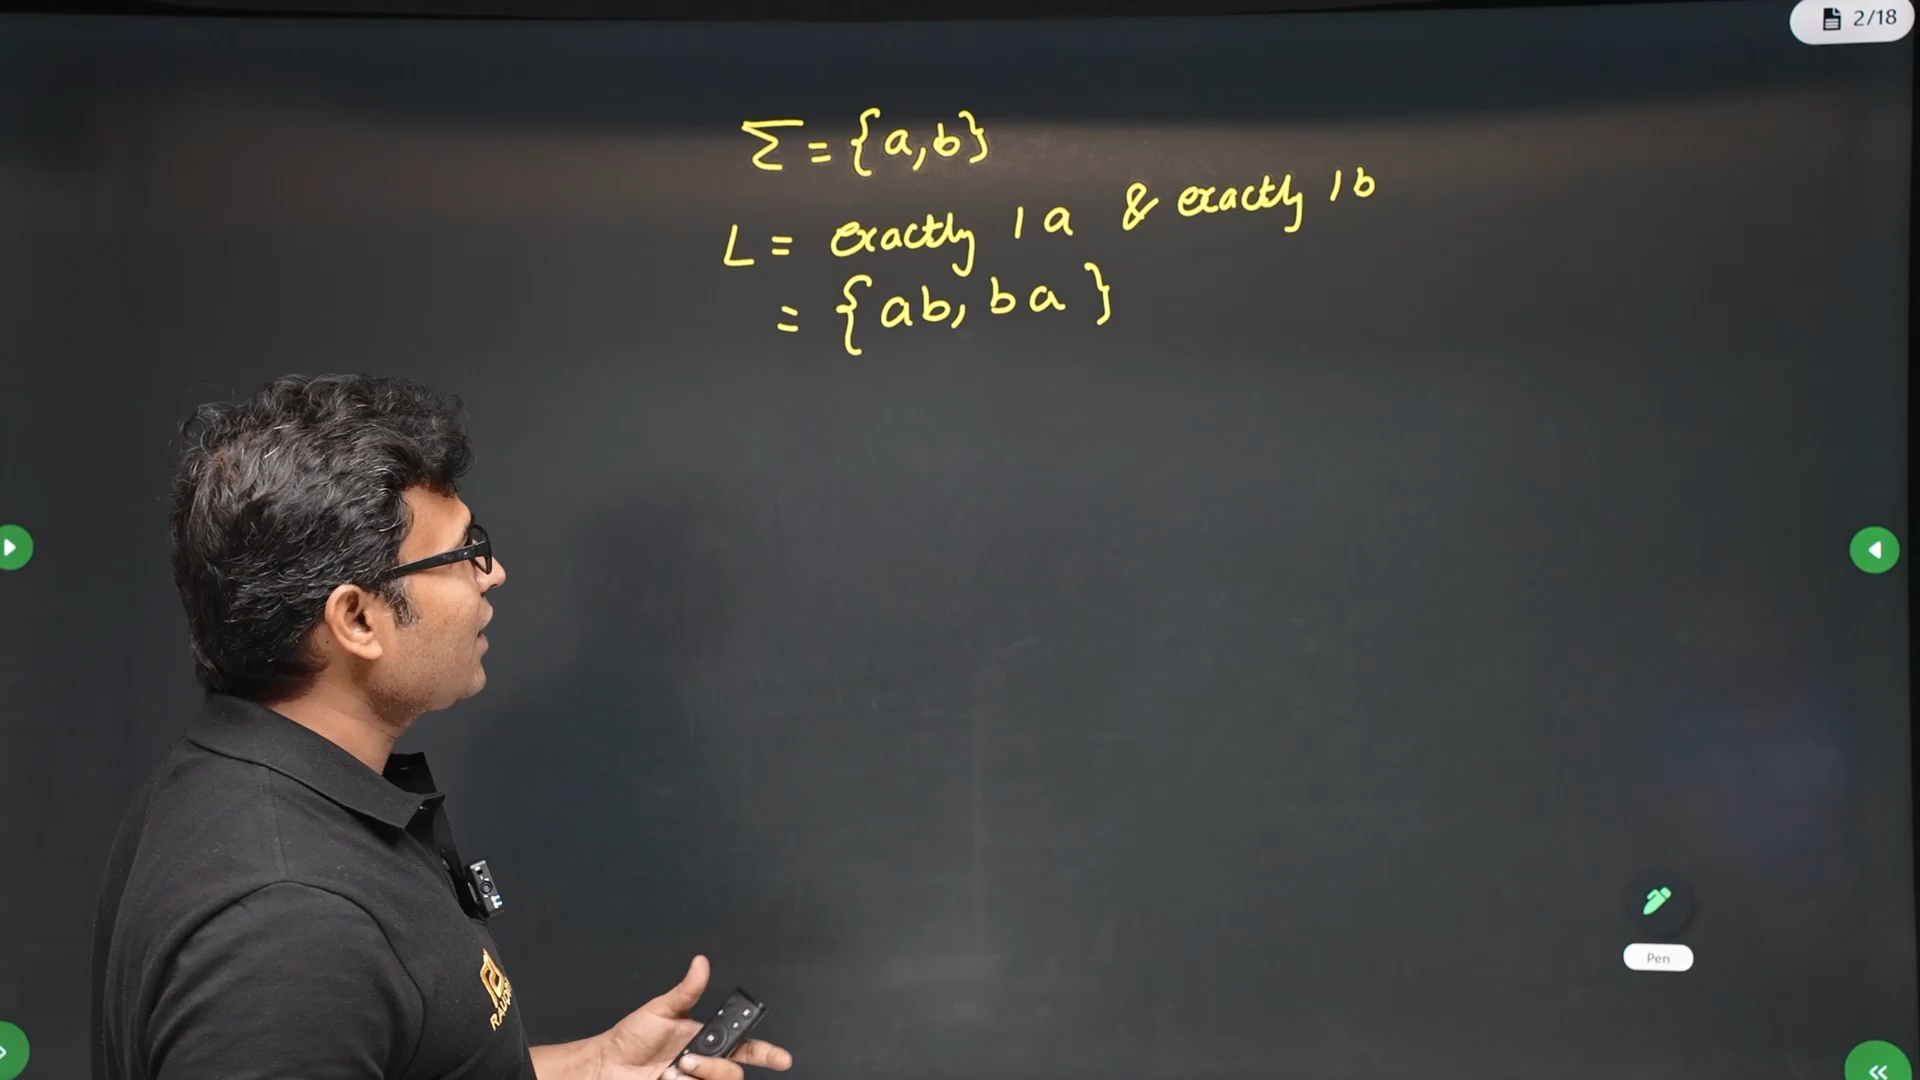 2/18
Σ = {a,b}
L = exactly 1 a & exactly 1 b
= {ab, ba}
Pen